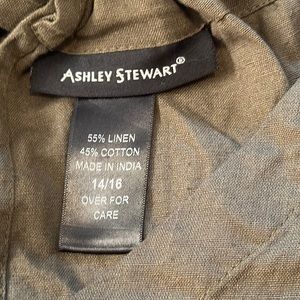 ASHLEY STEWART®
55% LINEN
45% COTTON
MADE IN INDIA
14/16
OVER FOR
CARE